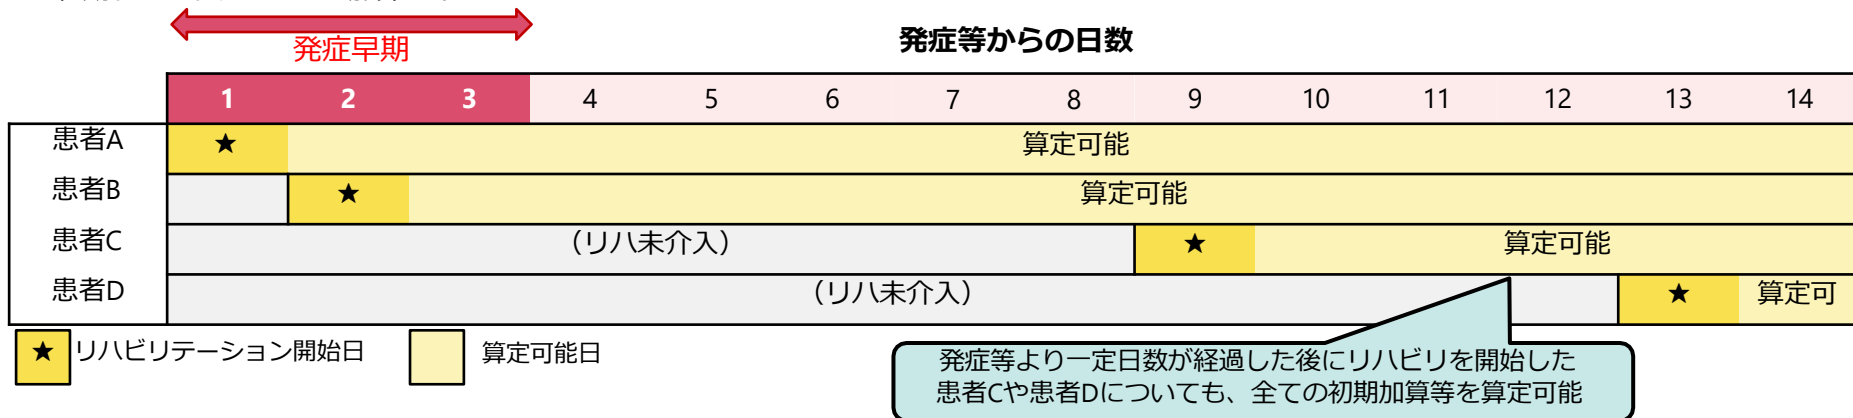 発症早期
発症等からの日数
1 2 3 4 5 6 7 8 9 10 11 12 13 14
患者A ★ 算定可能
患者B ★ 算定可能
患者C （リハ未介入） ★ 算定可能
患者D （リハ未介入） ★ 算定可
★ リハビリテーション開始日 算定可能日
発症等より一定日数が経過した後にリハビリを開始した
患者Cや患者Dについても、全ての初期加算等を算定可能